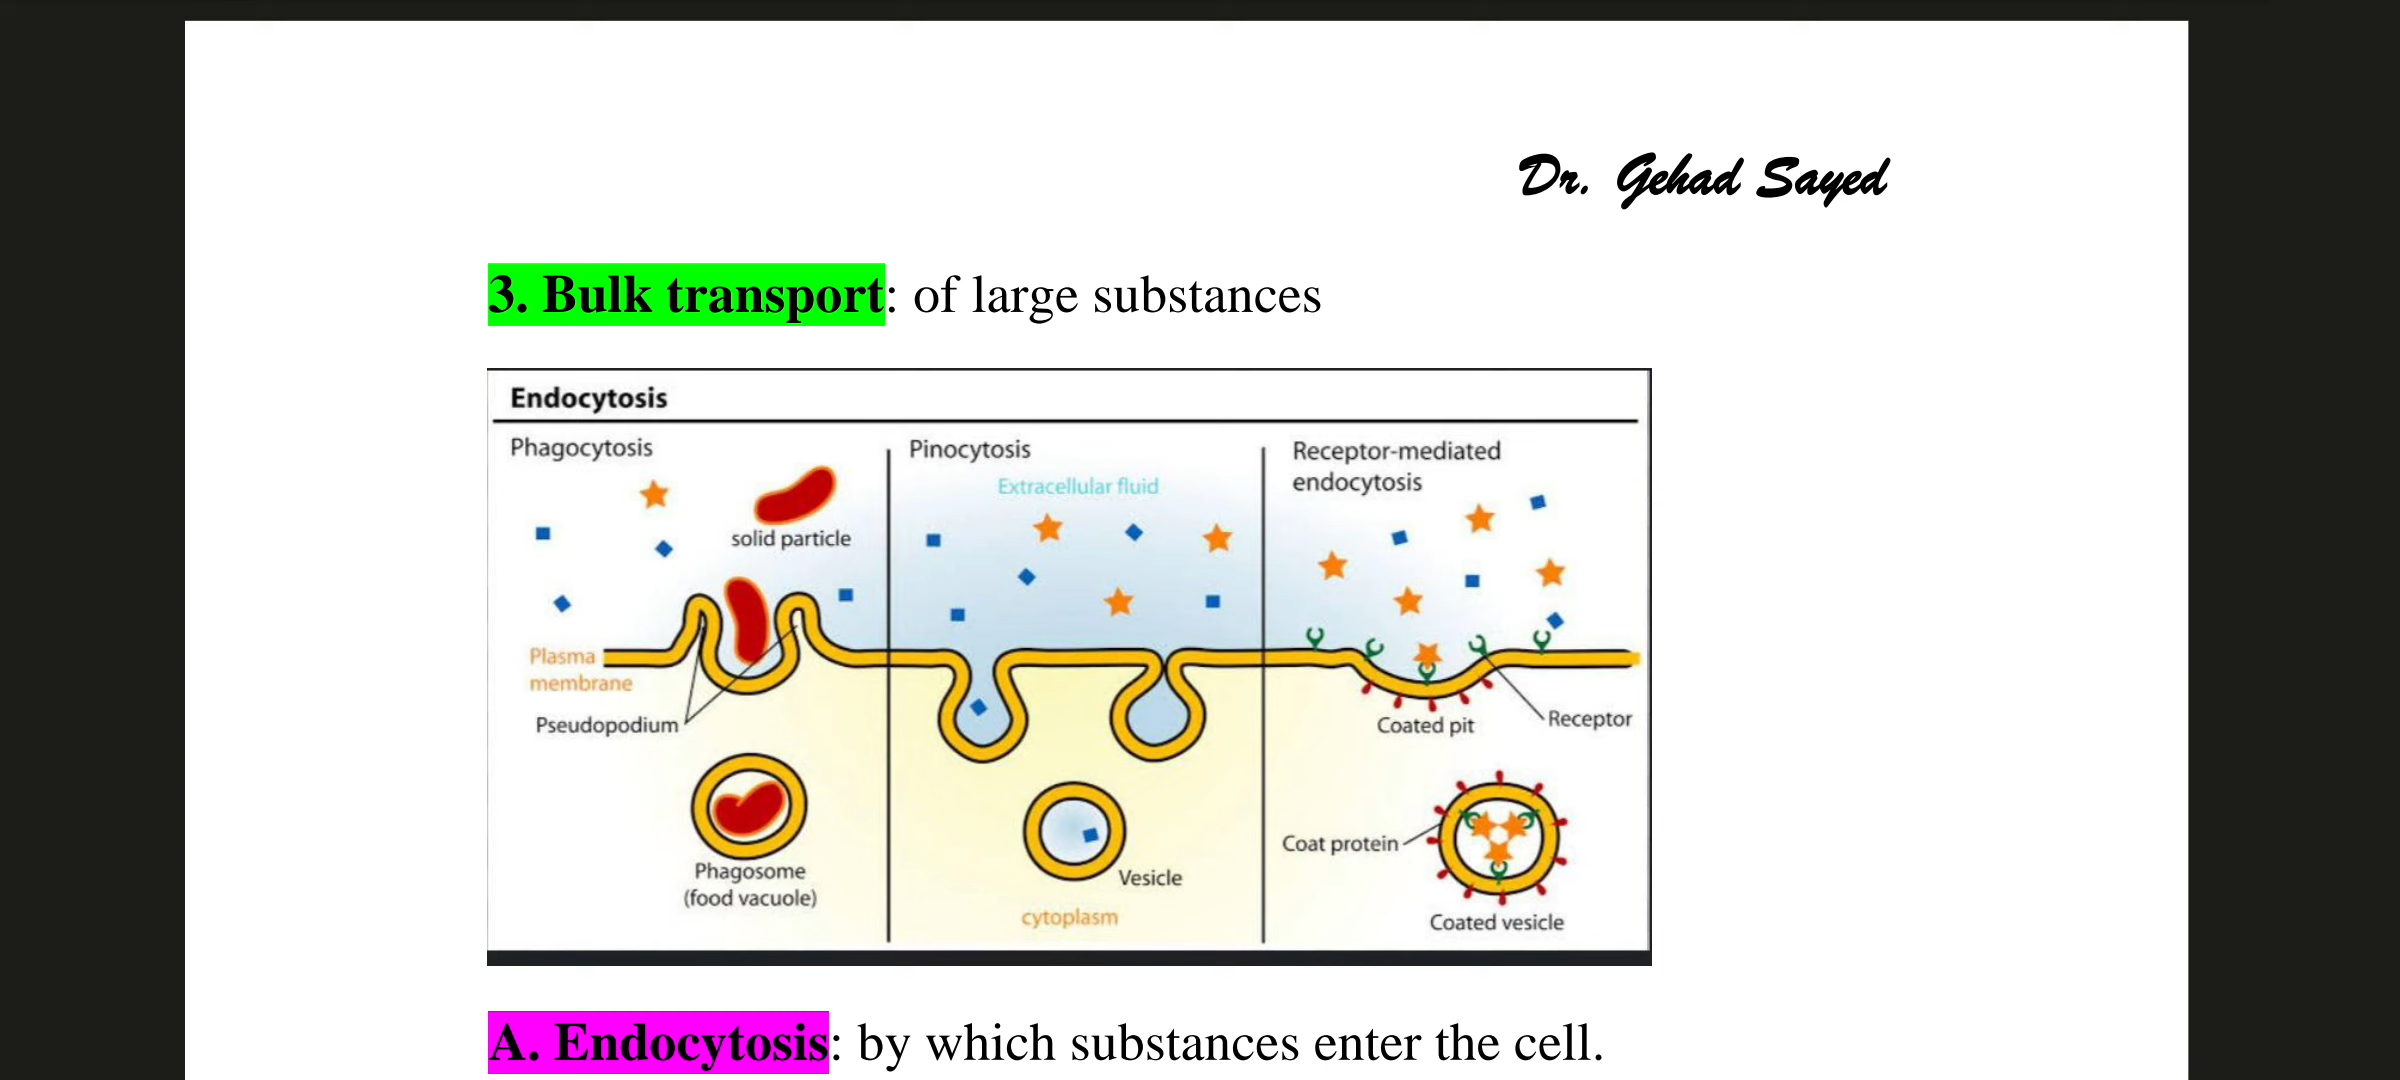 Dr. Gehad Sayed
3. Bulk transport: of large substances
Endocytosis
Phagocytosis
solid particle
Plasma
membrane
Pseudopodium
Phagosome
(food vacuole)
Pinocytosis
Extracellular fluid
Vesicle
cytoplasm
Receptor-mediated
endocytosis
Coated pit
Receptor
Coat protein
Coated vesicle
A. Endocytosis: by which substances enter the cell.